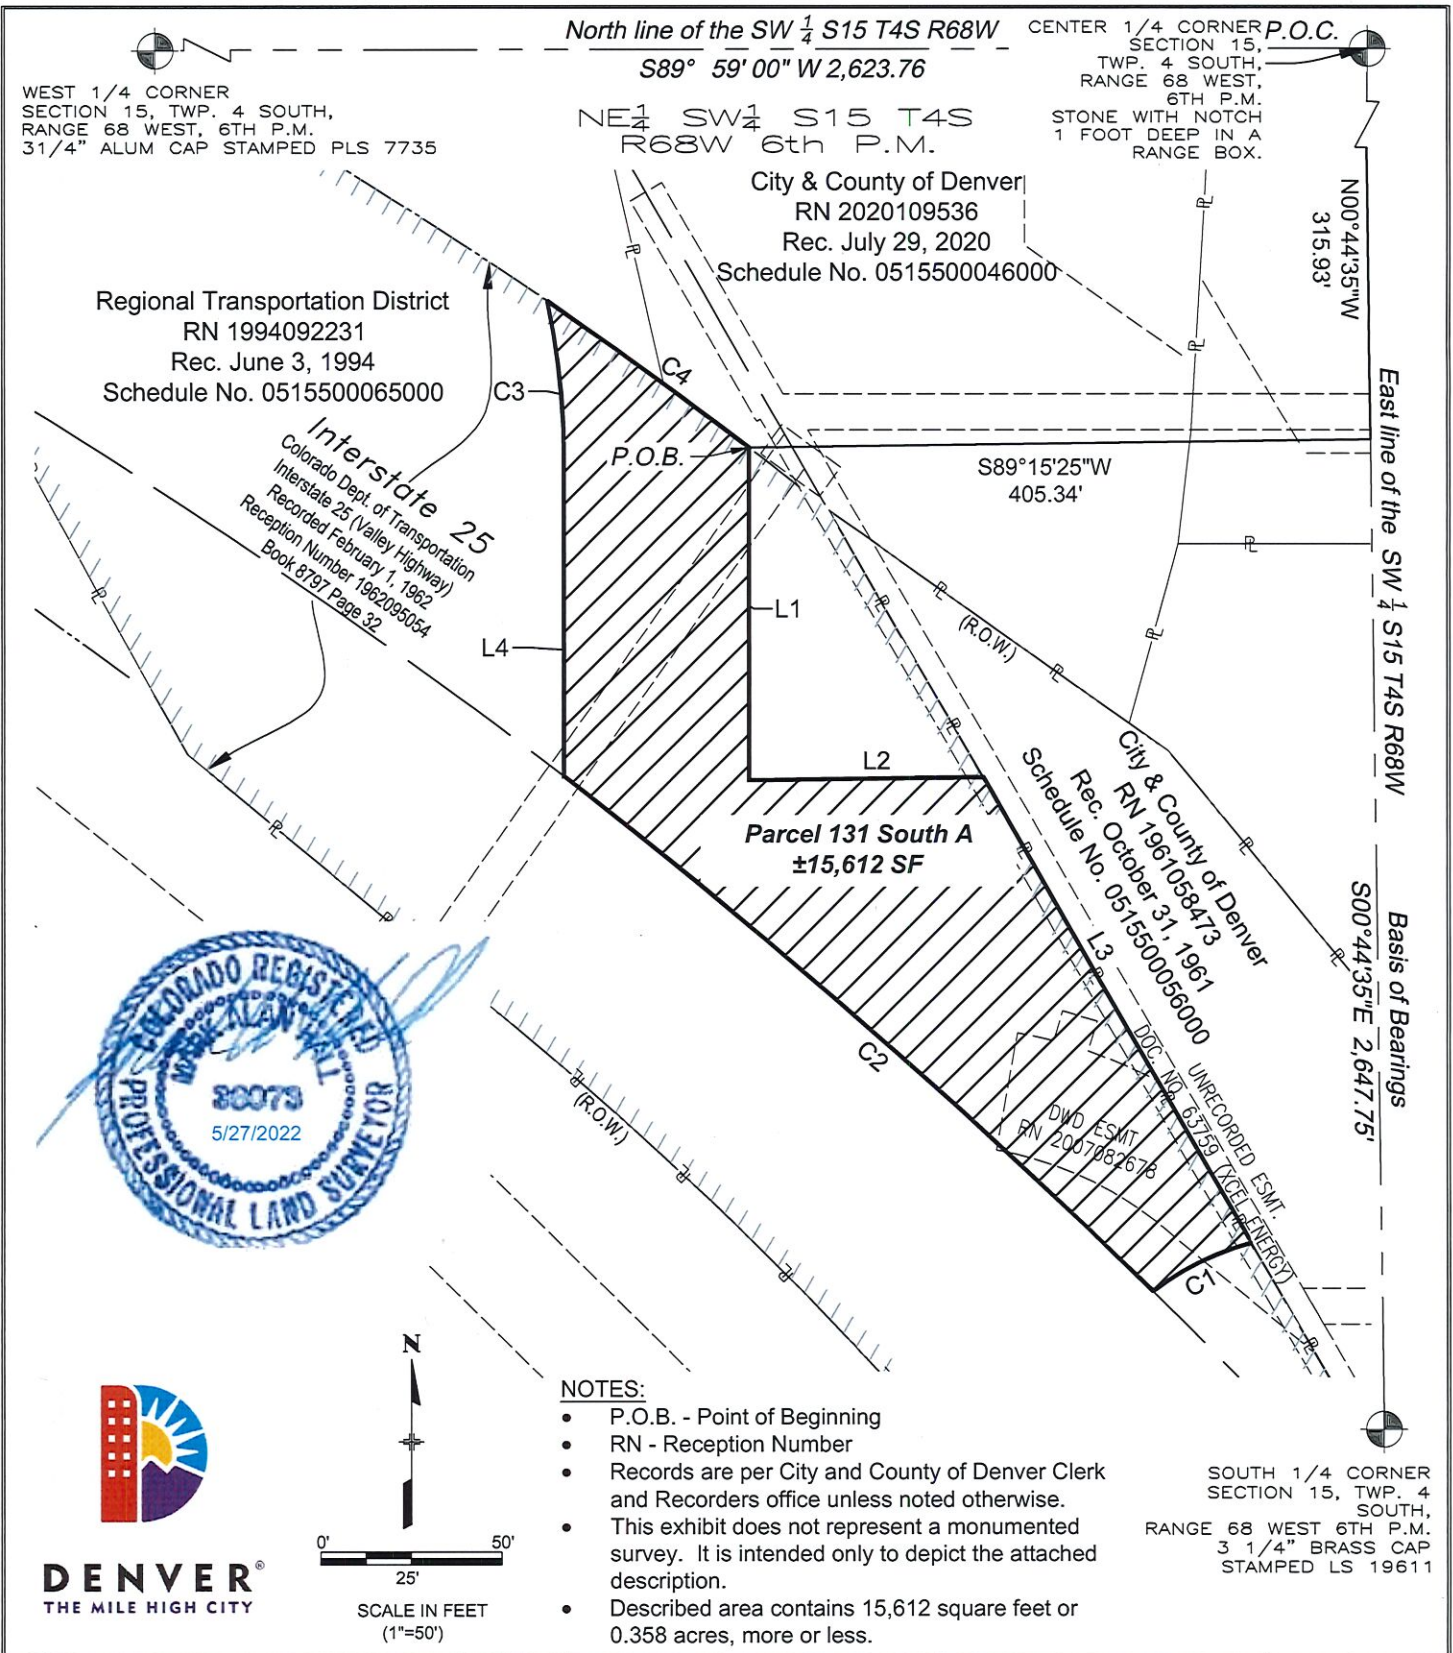 North line of the SW 1/4 S15 T4S R68W
S89° 59' 00" W 2,623.76
CENTER 1/4 CORNER
SECTION 15,
TWP. 4 SOUTH,
RANGE 68 WEST,
6TH P.M.
STONE WITH NOTCH
1 FOOT DEEP IN A
RANGE BOX.
P.O.C.
WEST 1/4 CORNER
SECTION 15, TWP. 4 SOUTH,
RANGE 68 WEST, 6TH P.M.
31/4" ALUM CAP STAMPED PLS 7735
NE1/4 SW1/4 S15 T4S
R68W 6th P.M.
City & County of Denver
RN 2020109536
Rec. July 29, 2020
Schedule No. 0515500046000
N00°44'35"W
315.93'
Regional Transportation District
RN 1994092231
Rec. June 3, 1994
Schedule No. 0515500065000
C3
C4
P.O.B.
S89°15'25"W
405.34'
Interstate 25
Colorado Dept. of Transportation
Interstate 25 (Valley Highway)
Recorded February 1, 1962
Reception Number 1962095054
Book 8797 Page 32
East line of the SW 1/4 S15 T4S R68W
L1
L4
(R.O.W.)
L2
Parcel 131 South A
±15,612 SF
City & County of Denver
RN 1961058473
Rec. October 31, 1961
Schedule No. 0515500056000
Basis of Bearings
S00°44'35"E 2,647.75'
L3
C2
UNRECORDED ESMT.
DOC. NO. 63759 (XCEL ENERGY)
DWD ESMT
RN 2007082678
C1
(R.O.W.)
COLORADO REGISTERED
MARK ALAN HALL
36073
5/27/2022
PROFESSIONAL LAND SURVEYOR
N
0' 50'
25'
SCALE IN FEET
(1"=50')
DENVER®
THE MILE HIGH CITY
NOTES:
• P.O.B. - Point of Beginning
• RN - Reception Number
• Records are per City and County of Denver Clerk
and Recorders office unless noted otherwise.
• This exhibit does not represent a monumented
survey. It is intended only to depict the attached
description.
• Described area contains 15,612 square feet or
0.358 acres, more or less.
SOUTH 1/4 CORNER
SECTION 15, TWP. 4
SOUTH,
RANGE 68 WEST 6TH P.M.
3 1/4" BRASS CAP
STAMPED LS 19611